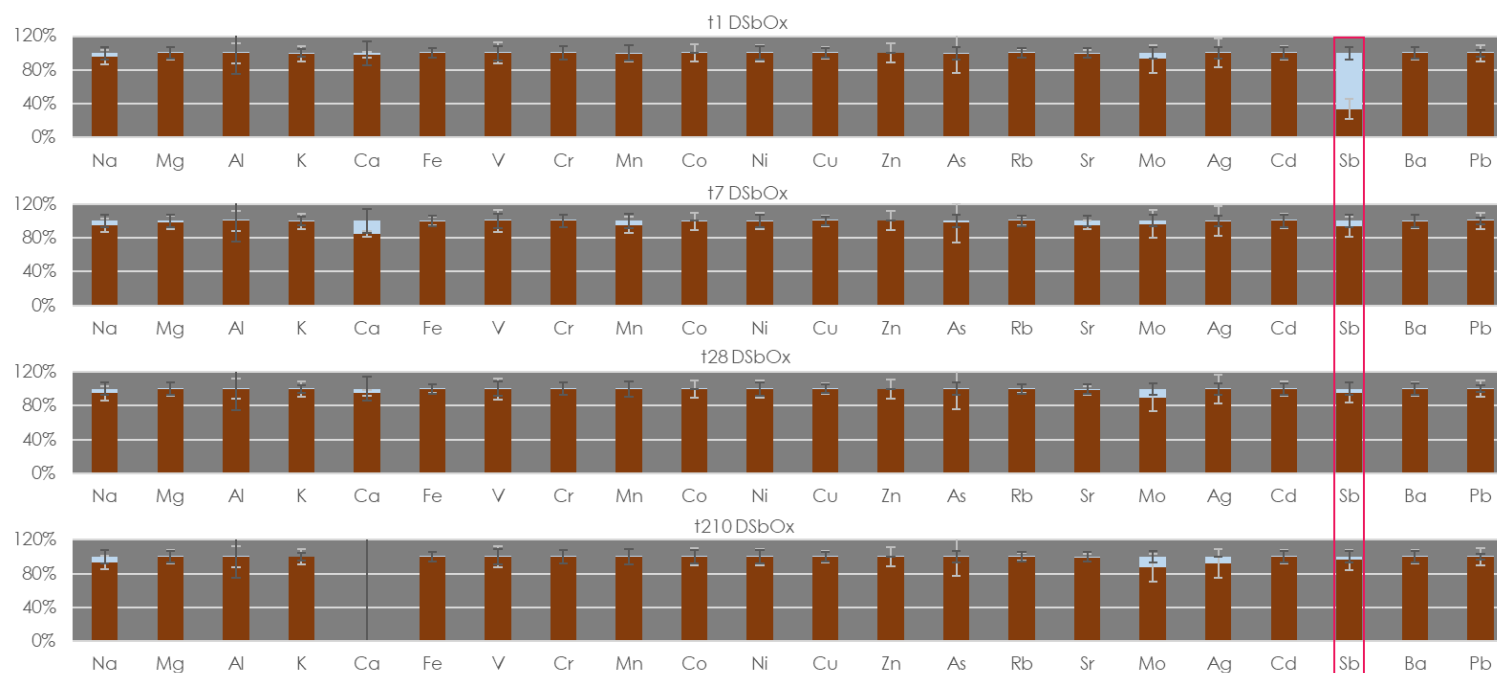 t1 DSbOx
120%
80%
40%
0%
Na Mg Al K Ca Fe V Cr Mn Co Ni Cu Zn As Rb Sr Mo Ag Cd Sb Ba Pb
t7 DSbOx
120%
80%
40%
0%
Na Mg Al K Ca Fe V Cr Mn Co Ni Cu Zn As Rb Sr Mo Ag Cd Sb Ba Pb
t28 DSbOx
120%
80%
40%
0%
Na Mg Al K Ca Fe V Cr Mn Co Ni Cu Zn As Rb Sr Mo Ag Cd Sb Ba Pb
t210 DSbOx
120%
80%
40%
0%
Na Mg Al K Ca Fe V Cr Mn Co Ni Cu Zn As Rb Sr Mo Ag Cd Sb Ba Pb